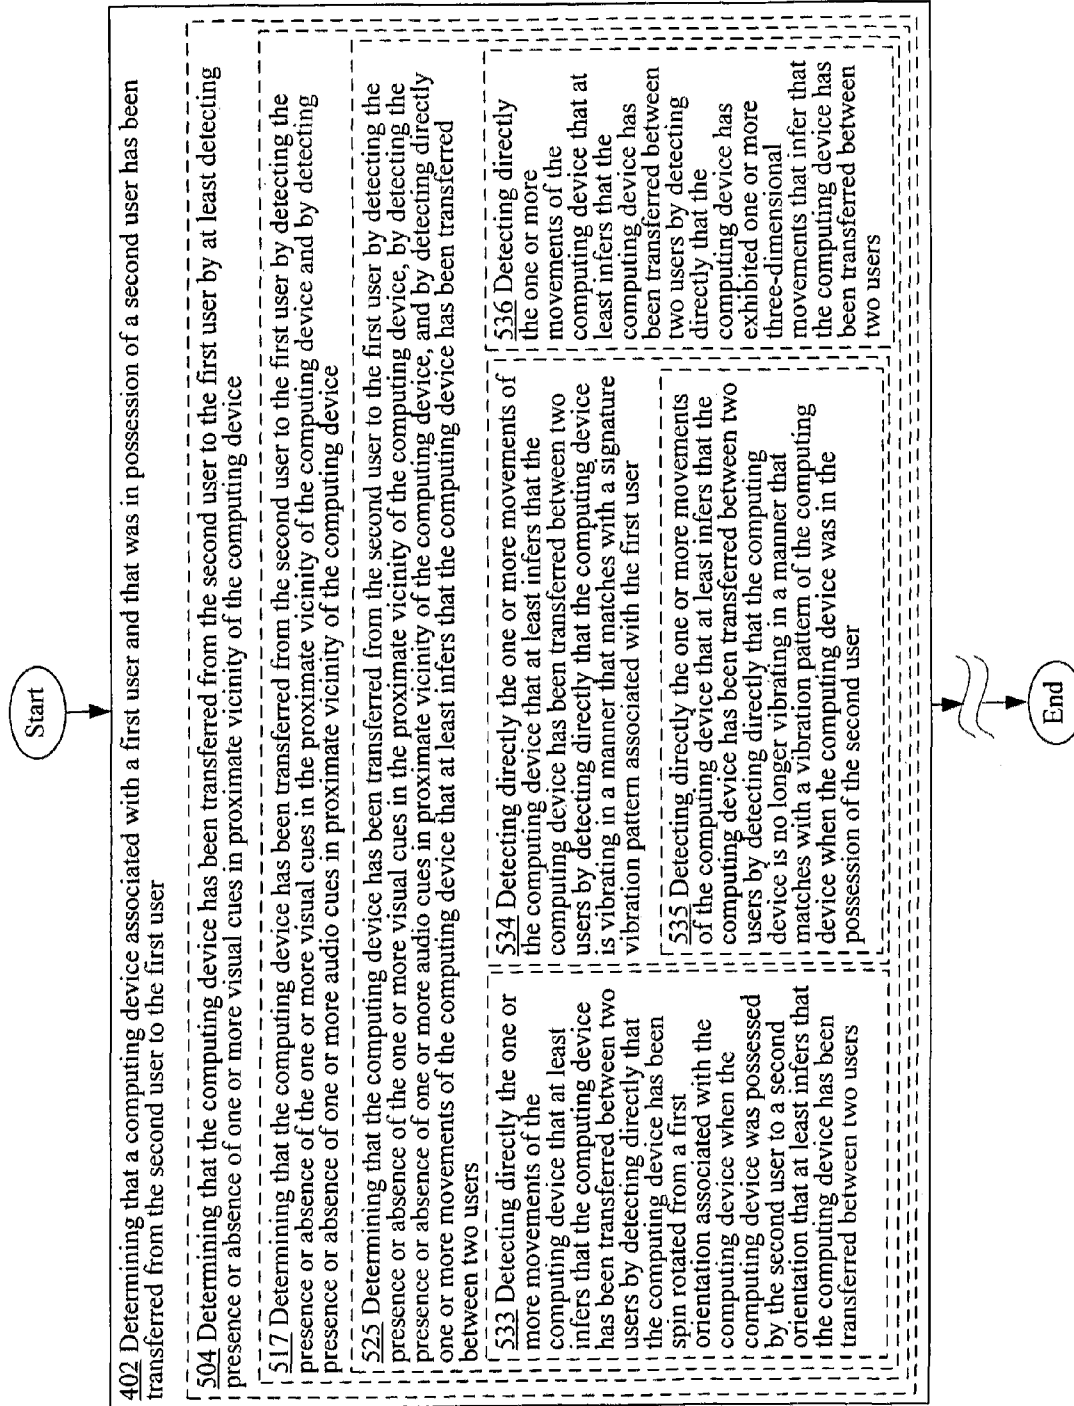 Start
402 Determining that a computing device associated with a first user and that was in possession of a second user has been
transferred from the second user to the first user
504 Determining that the computing device has been transferred from the second user to the first user by at least detecting
presence or absence of one or more visual cues in proximate vicinity of the computing device
517 Determining that the computing device has been transferred from the second user to the first user by detecting the
presence or absence of the one or more visual cues in the proximate vicinity of the computing device and by detecting
presence or absence of one or more audio cues in proximate vicinity of the computing device
525 Determining that the computing device has been transferred from the second user to the first user by detecting the
presence or absence of the one or more visual cues in the proximate vicinity of the computing device, by detecting the
presence or absence of one or more audio cues in proximate vicinity of the computing device, and by detecting directly
one or more movements of the computing device that at least infers that the computing device has been transferred
between two users
533 Detecting directly the one or
more movements of the
computing device that at least
infers that the computing device
has been transferred between two
users by detecting directly that
the computing device has been
spin rotated from a first
orientation associated with the
computing device when the
computing device was possessed
by the second user to a second
orientation that at least infers that
the computing device has been
transferred between two users
534 Detecting directly the one or more movements of
the computing device that at least infers that the
computing device has been transferred between two
users by detecting directly that the computing device
is vibrating in a manner that matches with a signature
vibration pattern associated with the first user
535 Detecting directly the one or more movements
of the computing device that at least infers that the
computing device has been transferred between two
users by detecting directly that the computing
device is no longer vibrating in a manner that
matches with a vibration pattern of the computing
device when the computing device was in the
possession of the second user
536 Detecting directly
the one or more
movements of the
computing device that at
least infers that the
computing device has
been transferred between
two users by detecting
directly that the
computing device has
exhibited one or more
three-dimensional
movements that infer that
the computing device has
been transferred between
two users
End